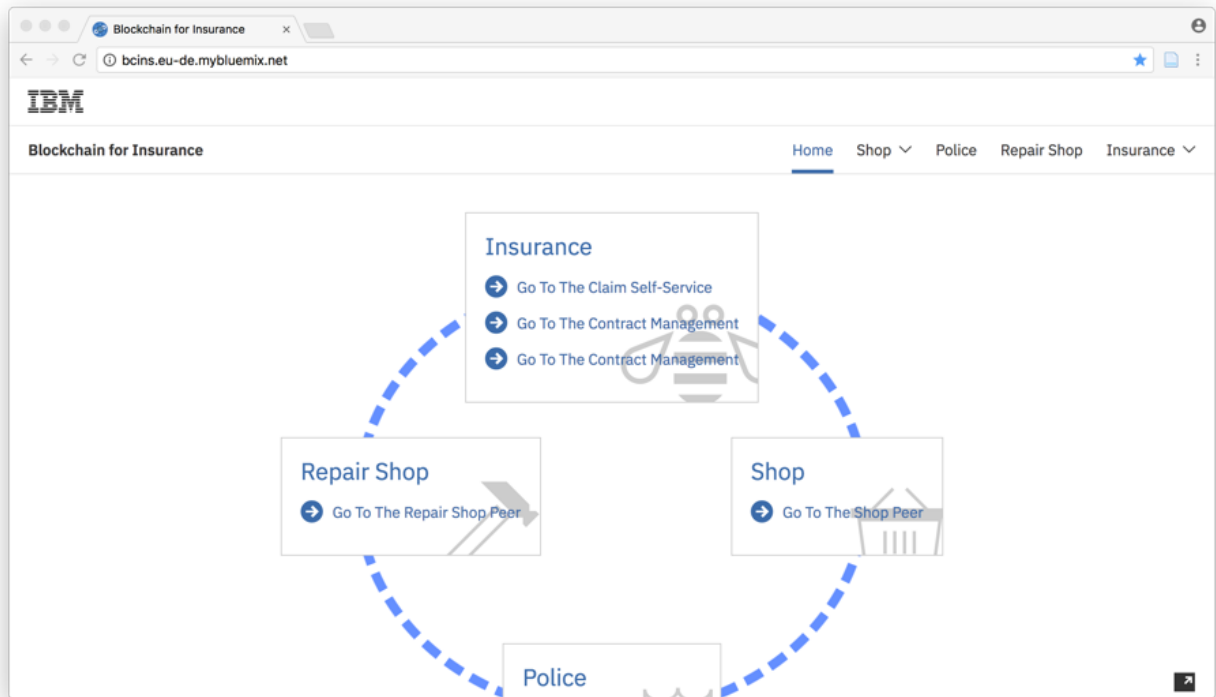 Blockchain for Insurance
bcins.eu-de.mybluemix.net
IBM
Blockchain for Insurance
Home
Shop
Police
Repair Shop
Insurance
Insurance
Go To The Claim Self-Service
Go To The Contract Management
Go To The Contract Management
Repair Shop
Go To The Repair Shop Peer
Shop
Go To The Shop Peer
Police